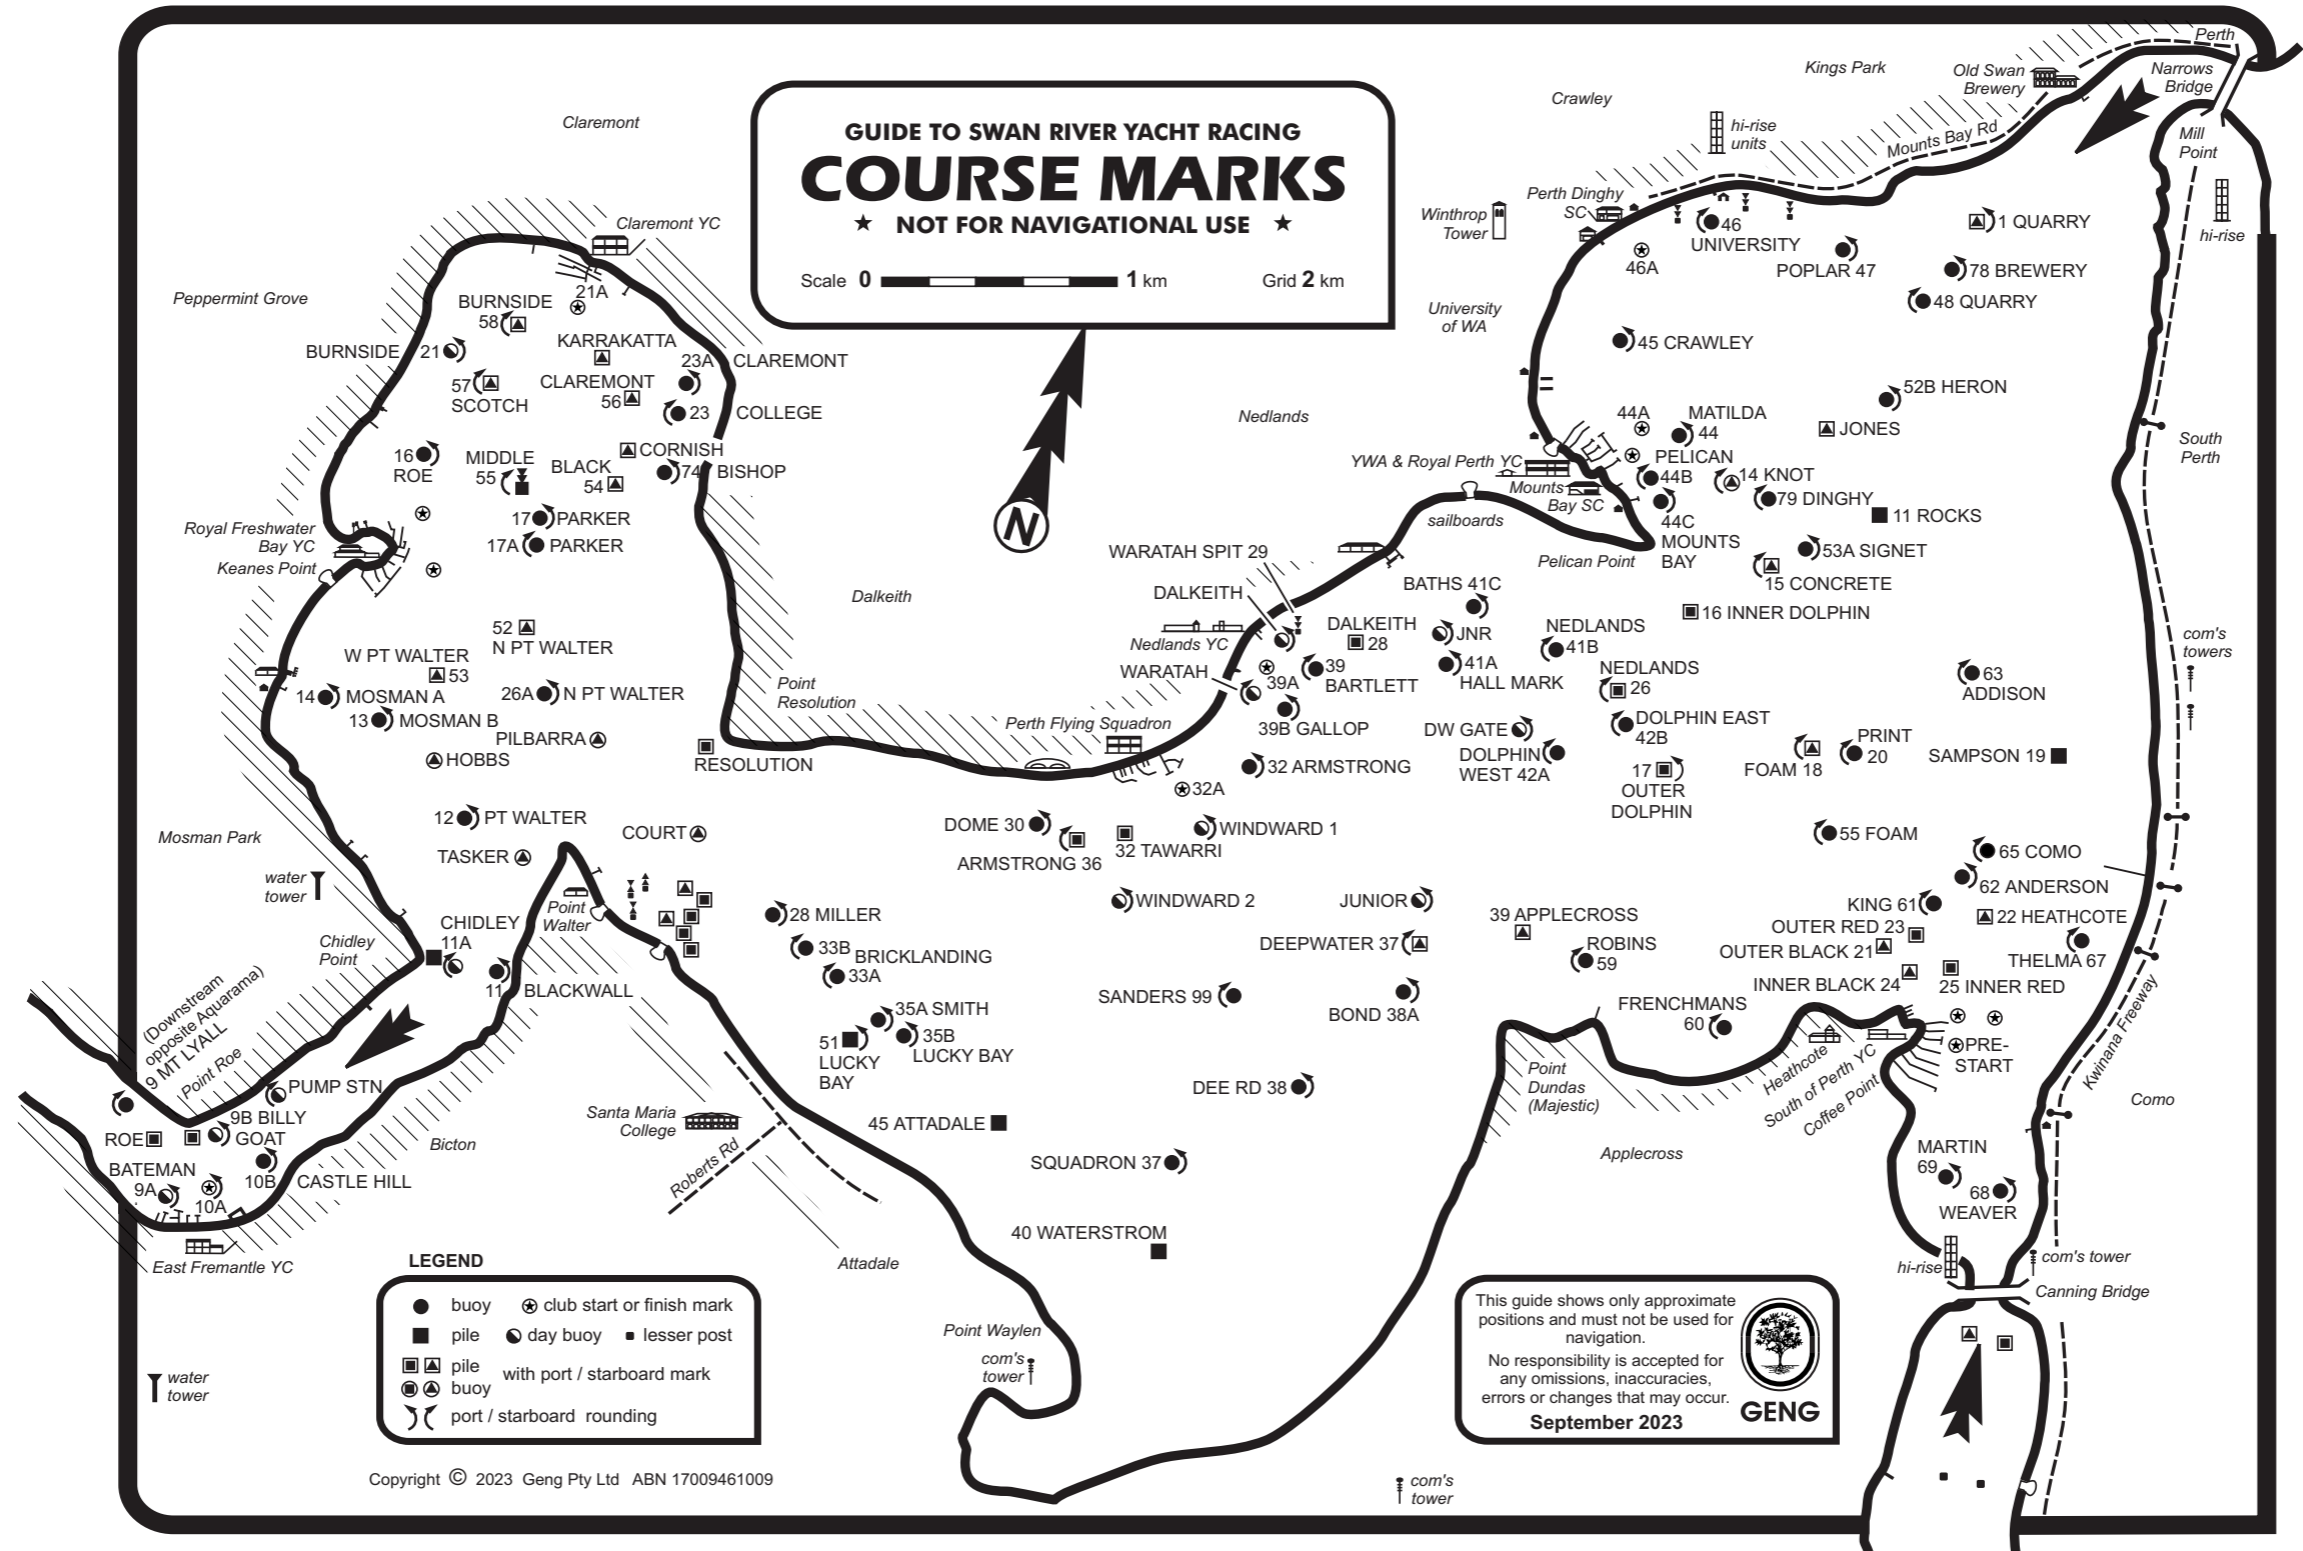 Perth
Kings Park
Old Swan
Brewery
Narrows
Bridge
Crawley
Claremont
GUIDE TO SWAN RIVER YACHT RACING
COURSE MARKS
★ NOT FOR NAVIGATIONAL USE ★
Scale 0 1 km Grid 2 km
hi-rise
units
Mounts Bay Rd
Mill
Point
hi-rise
Perth Dinghy
SC
Winthrop
Tower
46
UNIVERSITY
46A
POPLAR 47
1 QUARRY
78 BREWERY
48 QUARRY
Claremont YC
Peppermint Grove
21A
BURNSIDE
58
University
of WA
45 CRAWLEY
BURNSIDE 21
KARRAKATTA
23A CLAREMONT
57
SCOTCH
CLAREMONT
56
23 COLLEGE
52B HERON
Nedlands
44A
MATILDA
44
JONES
South
Perth
16
ROE
MIDDLE
55
CORNISH
BLACK
54
74 BISHOP
YWA & Royal Perth YC
PELICAN
44B
14 KNOT
Mounts
Bay SC
79 DINGHY
44C
MOUNTS
BAY
11 ROCKS
17 PARKER
17A PARKER
Royal Freshwater
Bay YC
Keanes Point
N
sailboards
Pelican Point
53A SIGNET
15 CONCRETE
WARATAH SPIT 29
DALKEITH
Dalkeith
BATHS 41C
16 INNER DOLPHIN
Nedlands YC
DALKEITH
28
JNR
NEDLANDS
41B
com's
towers
52
N PT WALTER
W PT WALTER
53
WARATAH
39A
39
BARTLETT
41A
HALL MARK
NEDLANDS
26
63
ADDISON
14 MOSMAN A
13 MOSMAN B
26A N PT WALTER
Point
Resolution
39B GALLOP
DW GATE
DOLPHIN EAST
42B
PILBARRA
HOBBS
RESOLUTION
Perth Flying Squadron
32 ARMSTRONG
DOLPHIN
WEST 42A
17
OUTER
DOLPHIN
FOAM 18
PRINT
20
SAMPSON 19
32A
12 PT WALTER
Mosman Park
COURT
TASKER
DOME 30
ARMSTRONG 36
32 TAWARRI
WINDWARD 1
55 FOAM
65 COMO
62 ANDERSON
water
tower
WINDWARD 2
JUNIOR
39 APPLECROSS
KING 61
OUTER RED 23
22 HEATHCOTE
Point
Walter
28 MILLER
33B
BRICKLANDING
33A
DEEPWATER 37
ROBINS
59
OUTER BLACK 21
THELMA 67
CHIDLEY
11A
Chidley
Point
11 BLACKWALL
SANDERS 99
BOND 38A
INNER BLACK 24
25 INNER RED
FRENCHMANS
60
35A SMITH
35B
LUCKY BAY
51
LUCKY
BAY
(Downstream
opposite Aquarama)
9 MT LYALL
Point Roe
PUMP STN
PRE-
START
Kwinana Freeway
Heathcote
South of Perth YC
Coffee Point
Point
Dundas
(Majestic)
DEE RD 38
Como
9B BILLY
GOAT
ROE
Bicton
Santa Maria
College
45 ATTADALE
Roberts Rd
SQUADRON 37
Applecross
BATEMAN
9A
10A
10B CASTLE HILL
MARTIN
69
68
WEAVER
40 WATERSTROM
East Fremantle YC
Attadale
hi-rise
com's tower
Canning Bridge
LEGEND
buoy club start or finish mark
pile day buoy lesser post
pile
buoy
with port / starboard mark
port / starboard rounding
Point Waylen
com's
tower
This guide shows only approximate
positions and must not be used for
navigation.
No responsibility is accepted for
any omissions, inaccuracies,
errors or changes that may occur.
September 2023
GENG
water
tower
Copyright © 2023 Geng Pty Ltd ABN 17009461009
com's
tower